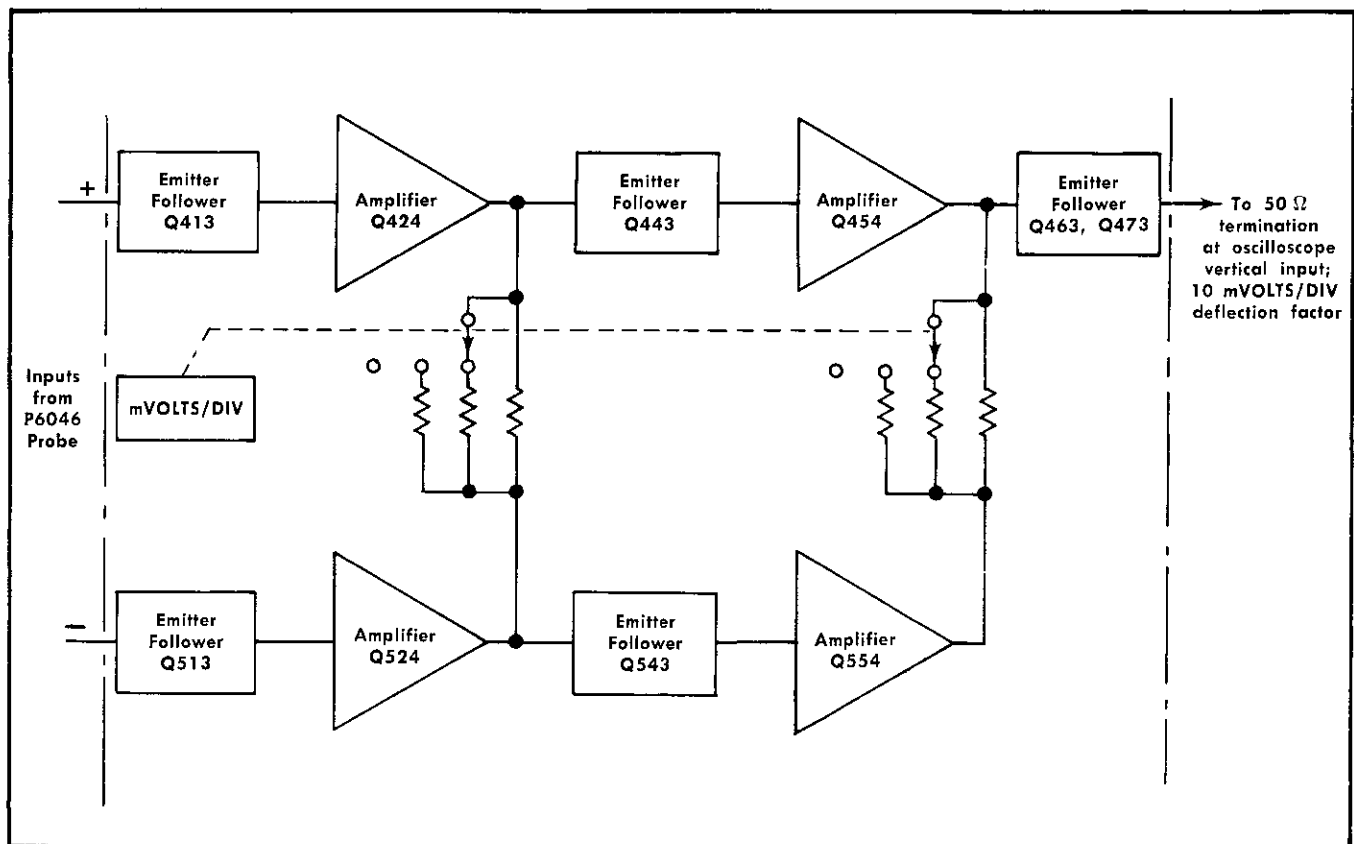 +
Emitter
Follower
Q413
Amplifier
Q424
Emitter
Follower
Q443
Amplifier
Q454
Emitter
Follower
Q463, Q473
To 50 Ω
termination
at oscilloscope
vertical input;
10 mVOLTS/DIV
deflection factor
Inputs
from
P6046
Probe
mVOLTS/DIV
−
Emitter
Follower
Q513
Amplifier
Q524
Emitter
Follower
Q543
Amplifier
Q554